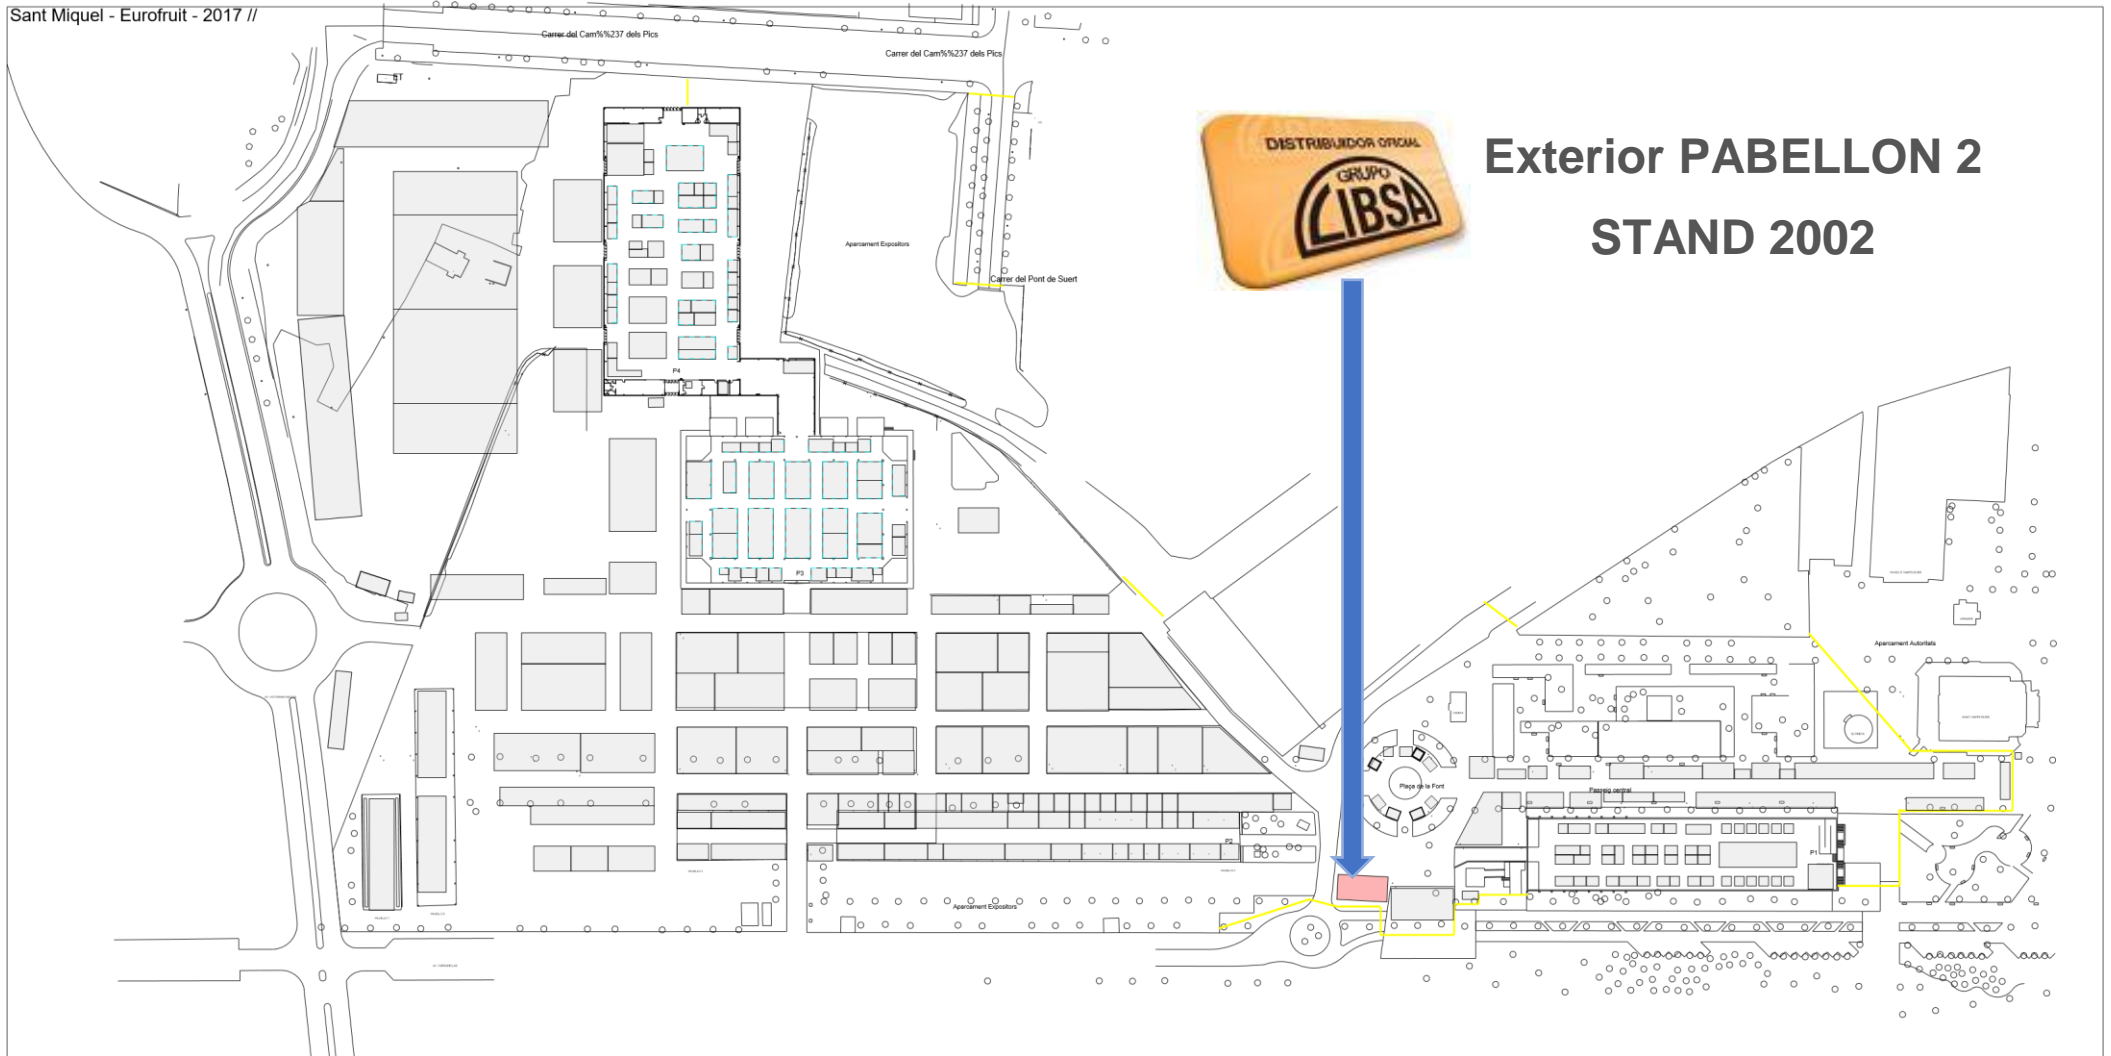 Sant Miquel - Eurofruit - 2017 //
Carrer del Cam%%237 dels Pics
Carrer del Cam%%237 dels Pics
ET
DISTRIBUIDOR OFICIAL
GRUPO
CIBSA
Exterior PABELLON 2
STAND 2002
Aparcament Expositors
Carrer del Pont de Suert
P4
P3
Aparcament Autoritats
Plaça de la Font
Passeig central
P2
P1
Aparcament Expositors